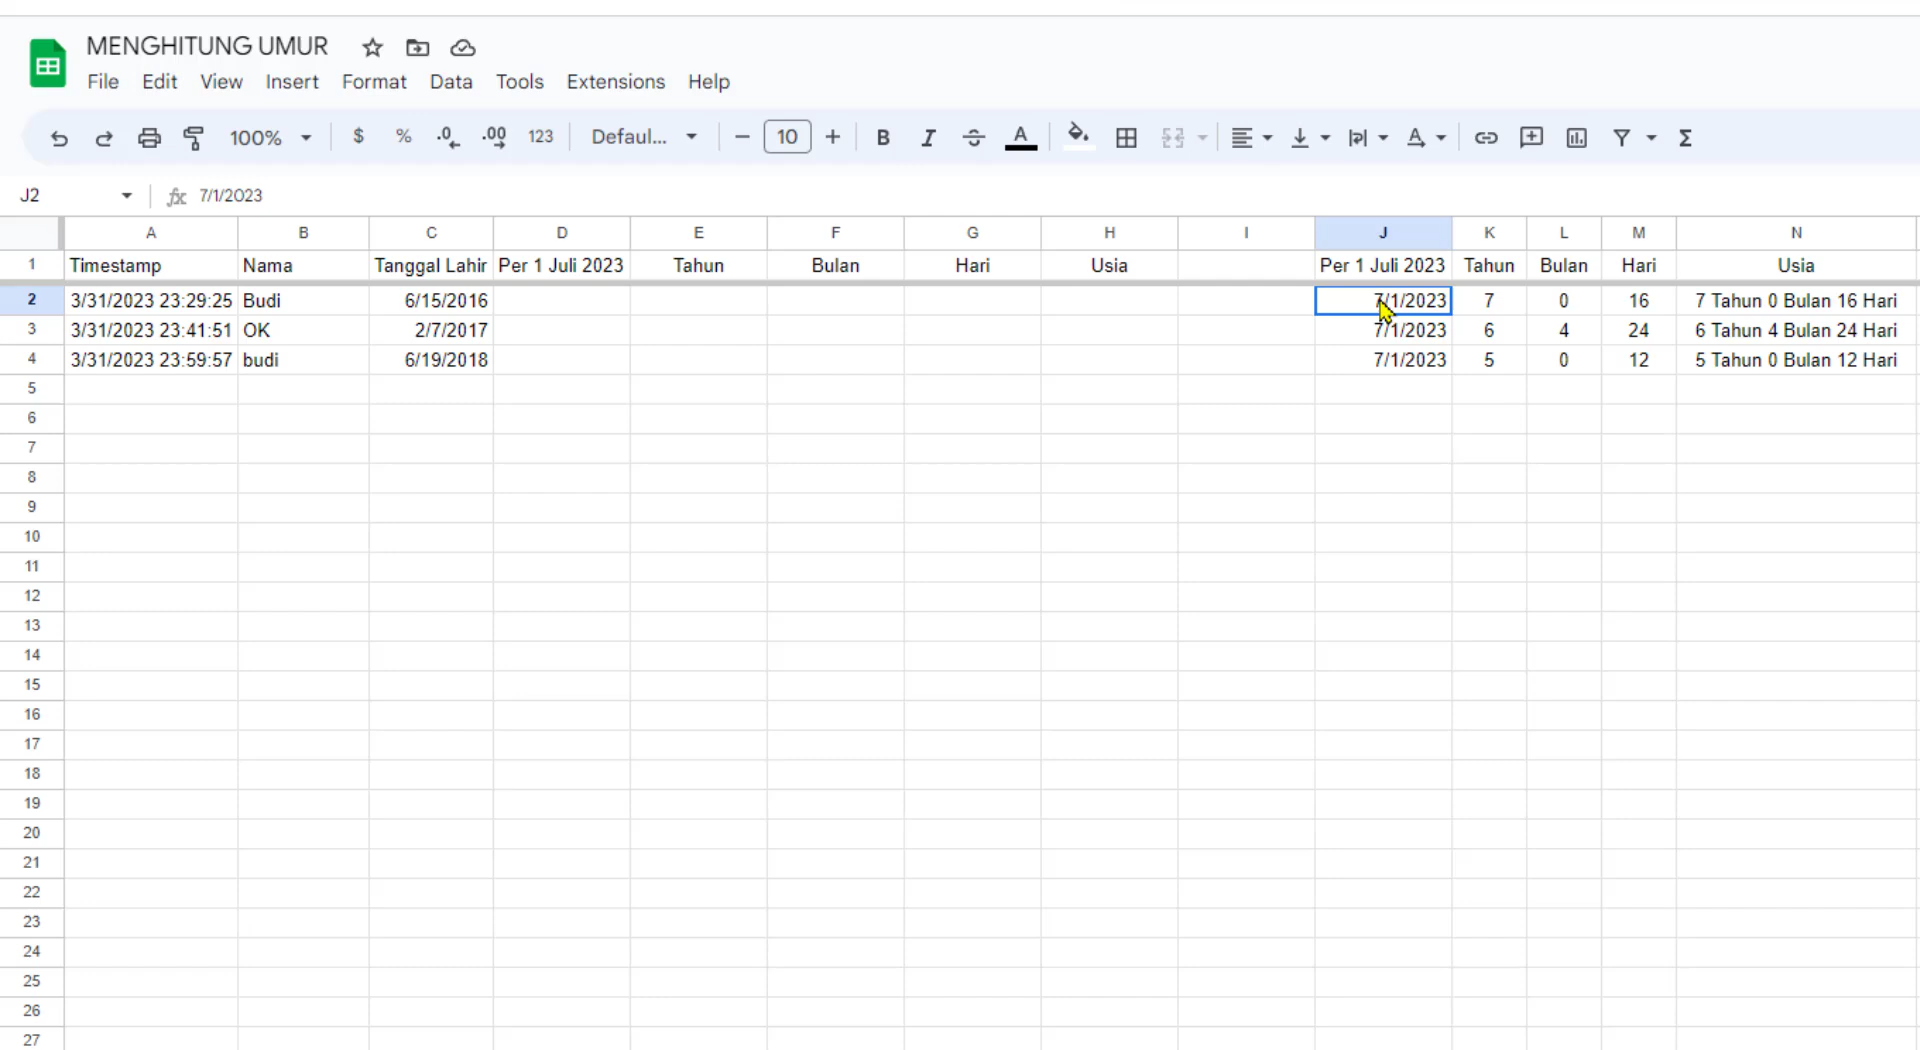 MENGHITUNG UMUR
File Edit View Insert Format Data Tools Extensions Help
100% $ % .0 .00 123 Defaul... 10 B I A A
J2 fx 7/1/2023
A B C D E F G H I J K L M N
1 Timestamp Nama Tanggal Lahir Per 1 Juli 2023 Tahun Bulan Hari Usia Per 1 Juli 2023 Tahun Bulan Hari Usia
2 3/31/2023 23:29:25 Budi 6/15/2016 7/1/2023 7 0 16 7 Tahun 0 Bulan 16 Hari
3 3/31/2023 23:41:51 OK 2/7/2017 7/1/2023 6 4 24 6 Tahun 4 Bulan 24 Hari
4 3/31/2023 23:59:57 budi 6/19/2018 7/1/2023 5 0 12 5 Tahun 0 Bulan 12 Hari
5
6
7
8
9
10
11
12
13
14
15
16
17
18
19
20
21
22
23
24
25
26
27